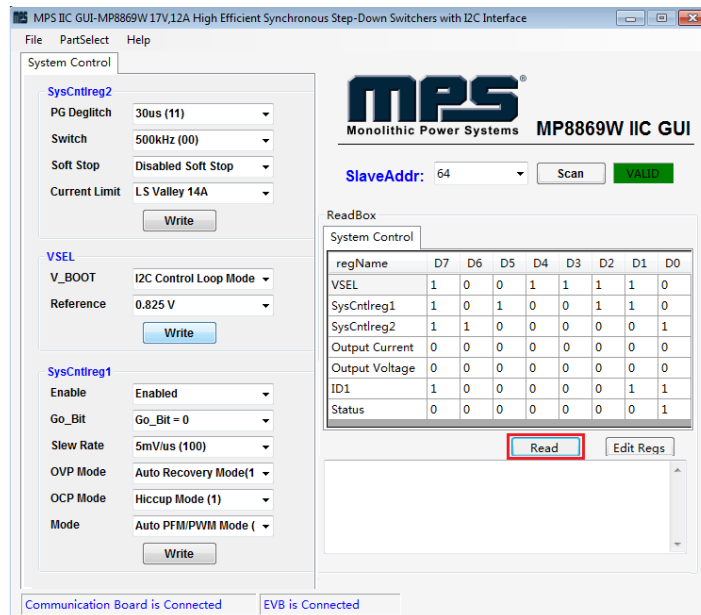 MPS IIC GUI-MP8869W 17V,12A High Efficient Synchronous Step-Down Switchers with I2C Interface
File PartSelect Help
System Control
SysCntlreg2
PG Deglitch 30us (11)
Switch 500kHz (00)
Soft Stop Disabled Soft Stop
Current Limit LS Valley 14A
Write
VSEL
V_BOOT I2C Control Loop Mode
Reference 0.825 V
Write
SysCntlreg1
Enable Enabled
Go_Bit Go_Bit = 0
Slew Rate 5mV/us (100)
OVP Mode Auto Recovery Mode(1
OCP Mode Hiccup Mode (1)
Mode Auto PFM/PWM Mode (
Write
mps®
Monolithic Power Systems MP8869W IIC GUI
SlaveAddr: 64 Scan VALID
ReadBox
System Control
regName D7 D6 D5 D4 D3 D2 D1 D0
VSEL 1 0 0 1 1 1 1 0
SysCntlreg1 1 0 1 0 0 1 1 0
SysCntlreg2 1 1 0 0 0 0 0 1
Output Current 0 0 0 0 0 0 0 0
Output Voltage 0 0 0 0 0 0 0 0
ID1 1 0 0 0 0 0 1 1
Status 0 0 0 0 0 0 0 1
Read Edit Regs
Communication Board is Connected EVB is Connected